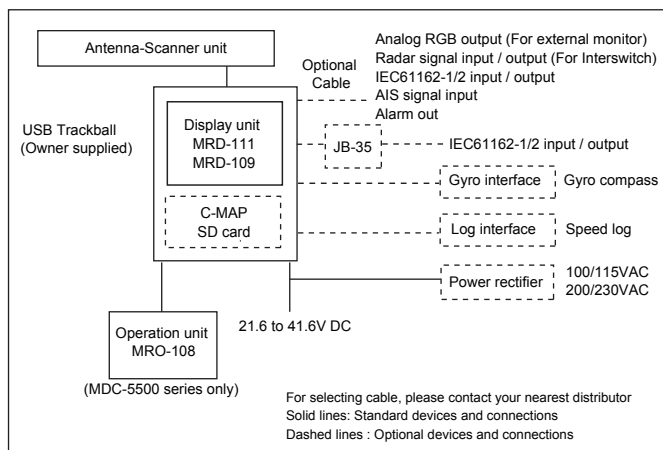 Antenna-Scanner unit
Optional
Cable
Analog RGB output (For external monitor)
Radar signal input / output (For Interswitch)
IEC61162-1/2 input / output
AIS signal input
Alarm out
USB Trackball
(Owner supplied)
Display unit
MRD-111
MRD-109
JB-35
IEC61162-1/2 input / output
Gyro interface
Gyro compass
C-MAP
SD card
Log interface
Speed log
Power rectifier
100/115VAC
200/230VAC
21.6 to 41.6V DC
Operation unit
MRO-108
(MDC-5500 series only)
For selecting cable, please contact your nearest distributor
Solid lines: Standard devices and connections
Dashed lines : Optional devices and connections